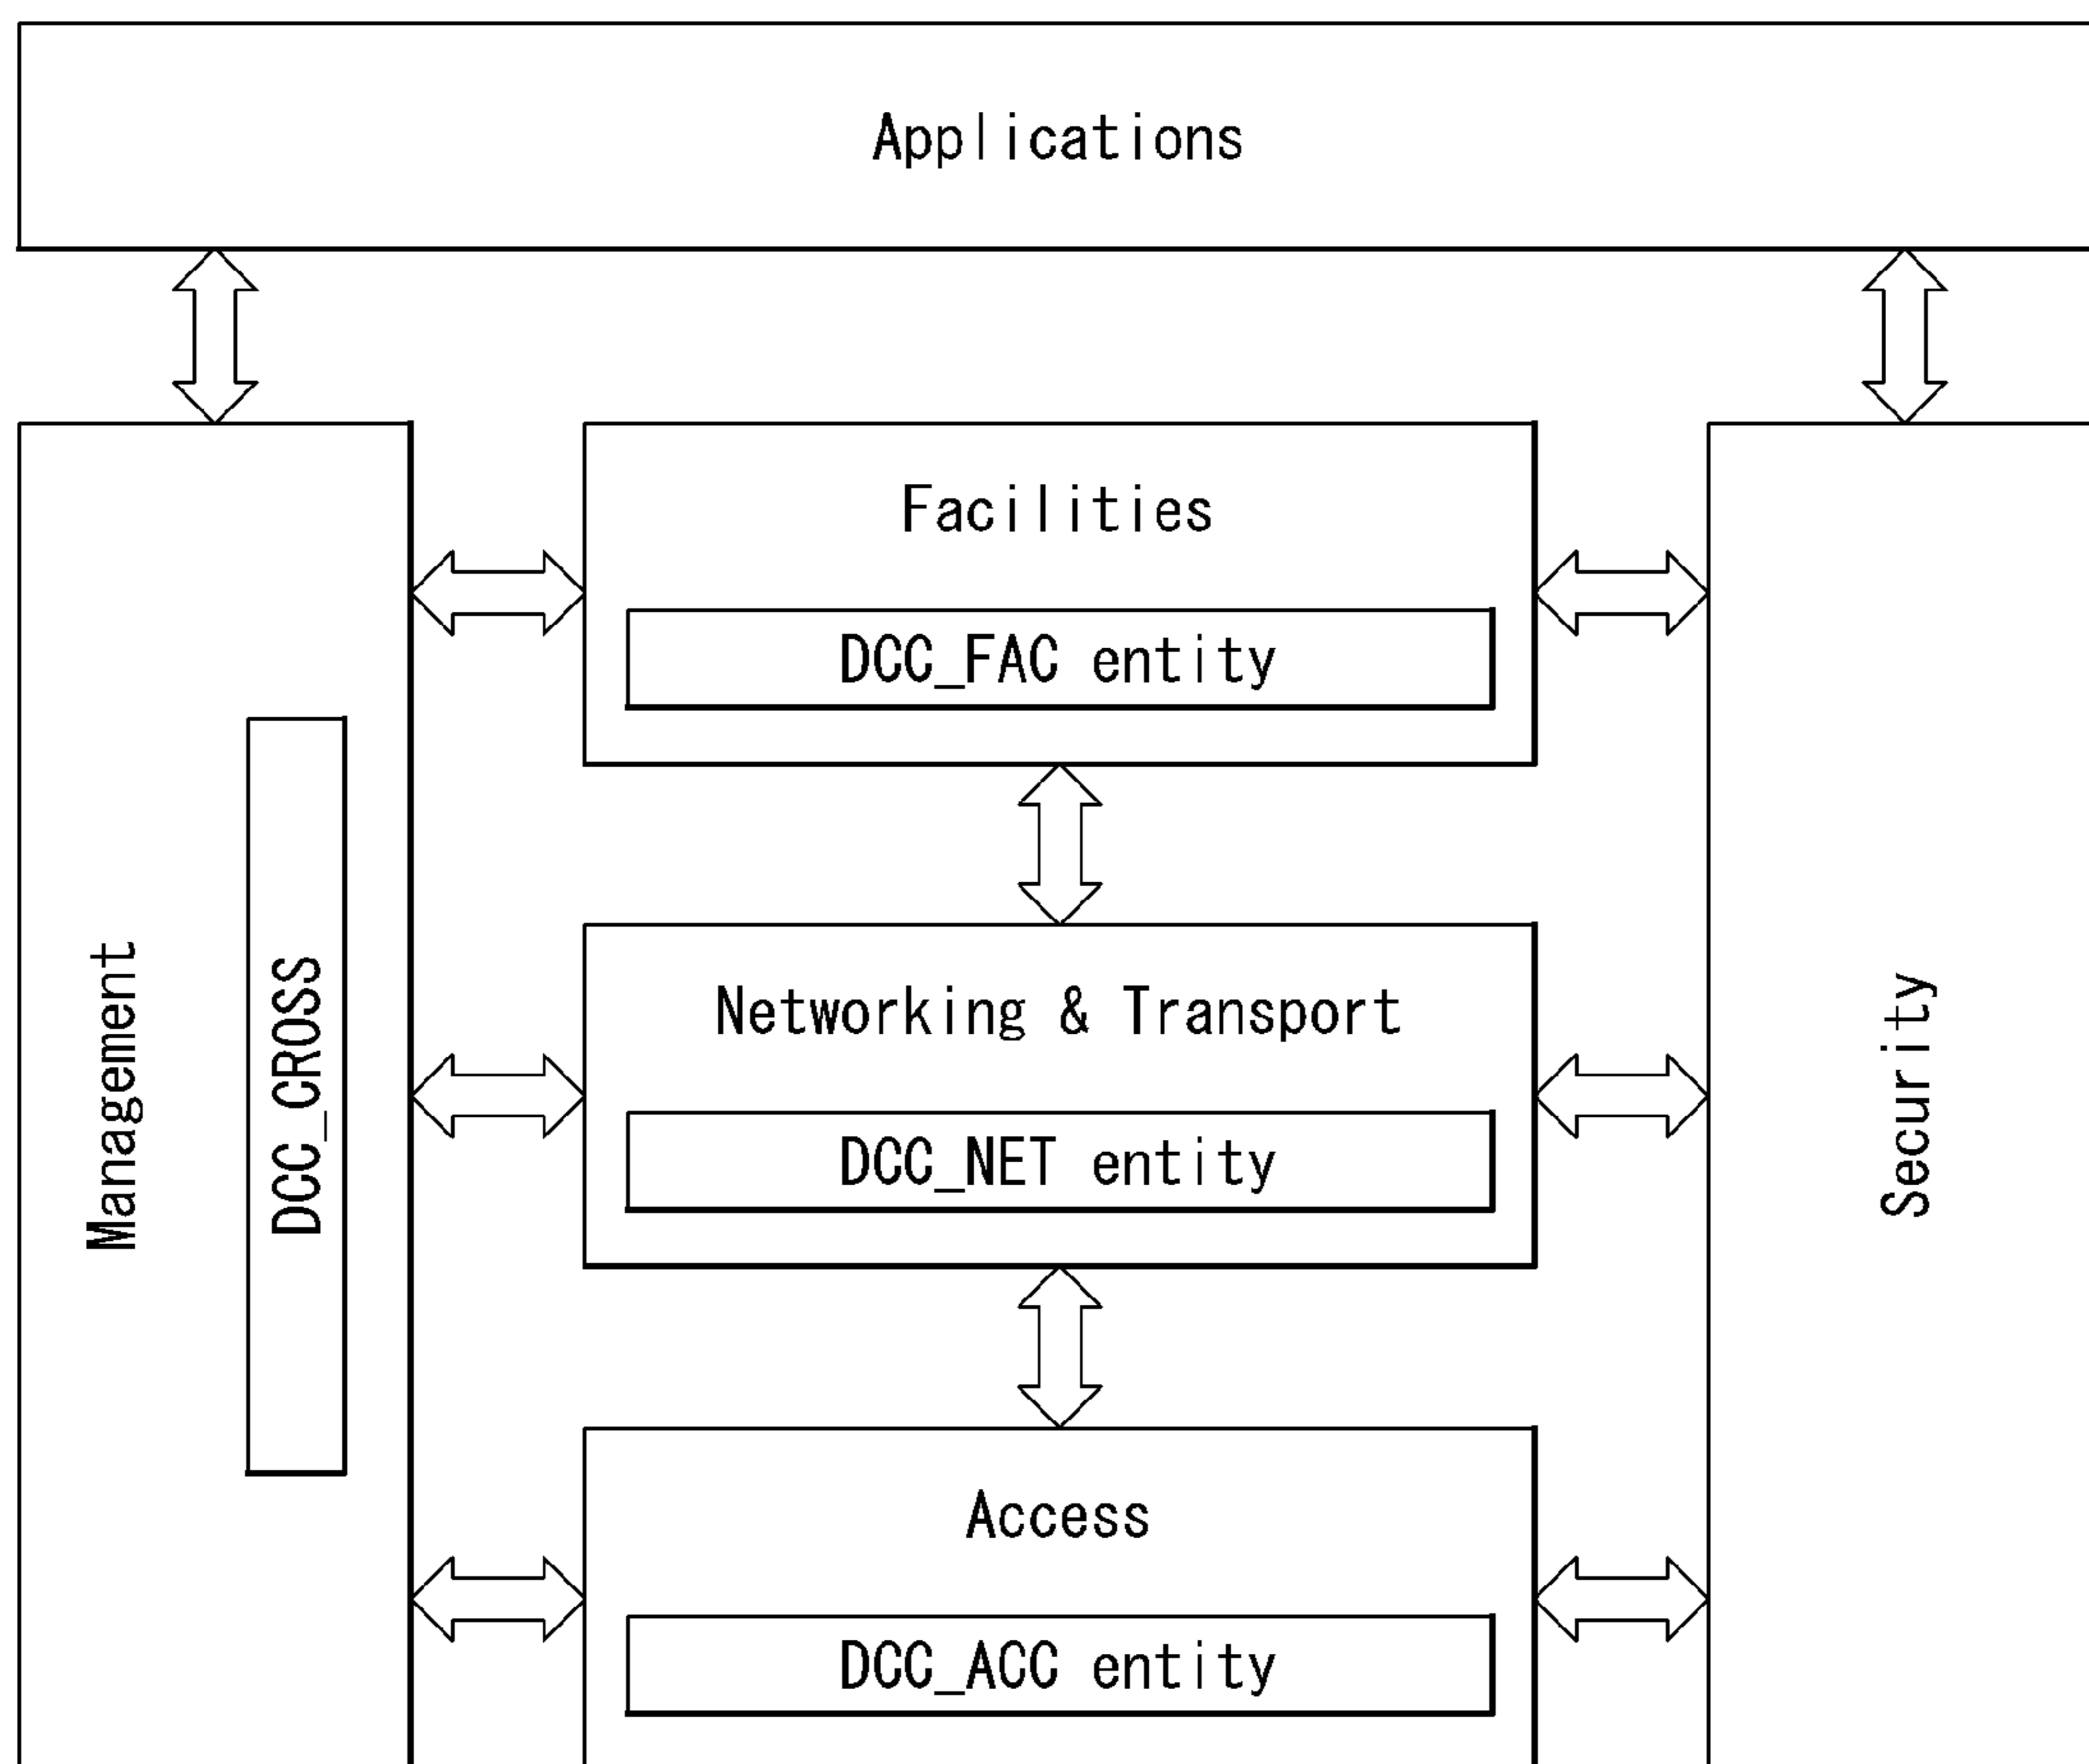 Applications
Facilities
DCC_FAC entity
Management
DCC_CROSS
Networking & Transport
DCC_NET entity
Security
Access
DCC_ACC entity